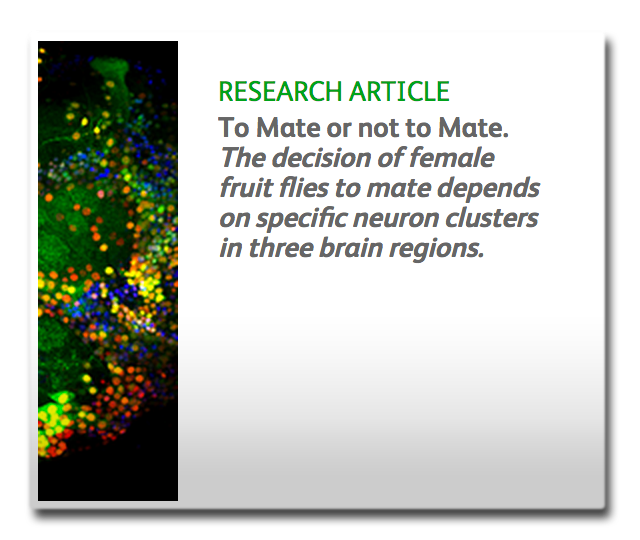 RESEARCH ARTICLE
To Mate or not to Mate.
The decision of female
fruit flies to mate depends
on specific neuron clusters
in three brain regions.